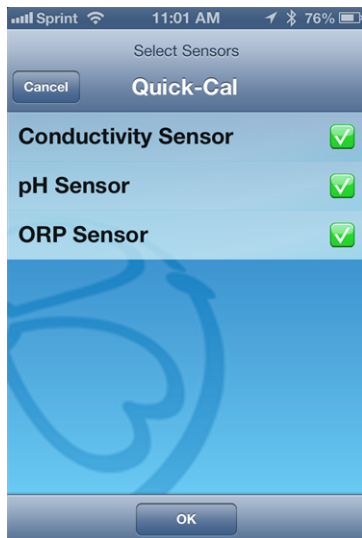 Sprint 11:01 AM 76%
Select Sensors
Cancel Quick-Cal
Conductivity Sensor
pH Sensor
ORP Sensor
OK